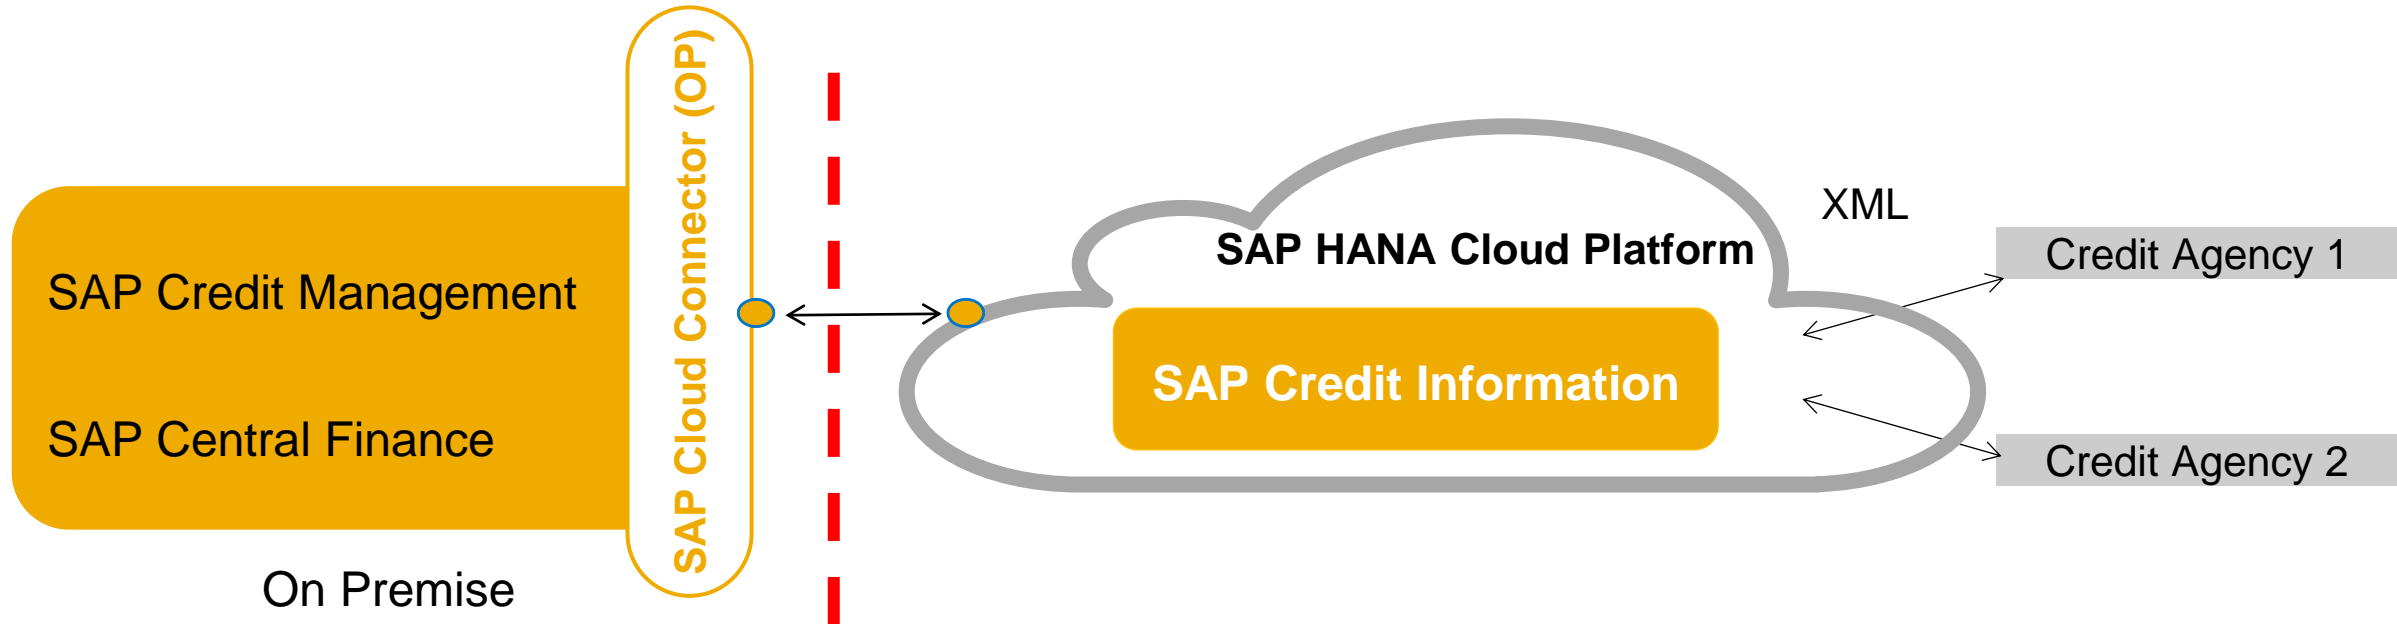 SAP Credit Management
SAP Central Finance
On Premise
SAP Cloud Connector (OP)
SAP HANA Cloud Platform
SAP Credit Information
XML
Credit Agency 1
Credit Agency 2